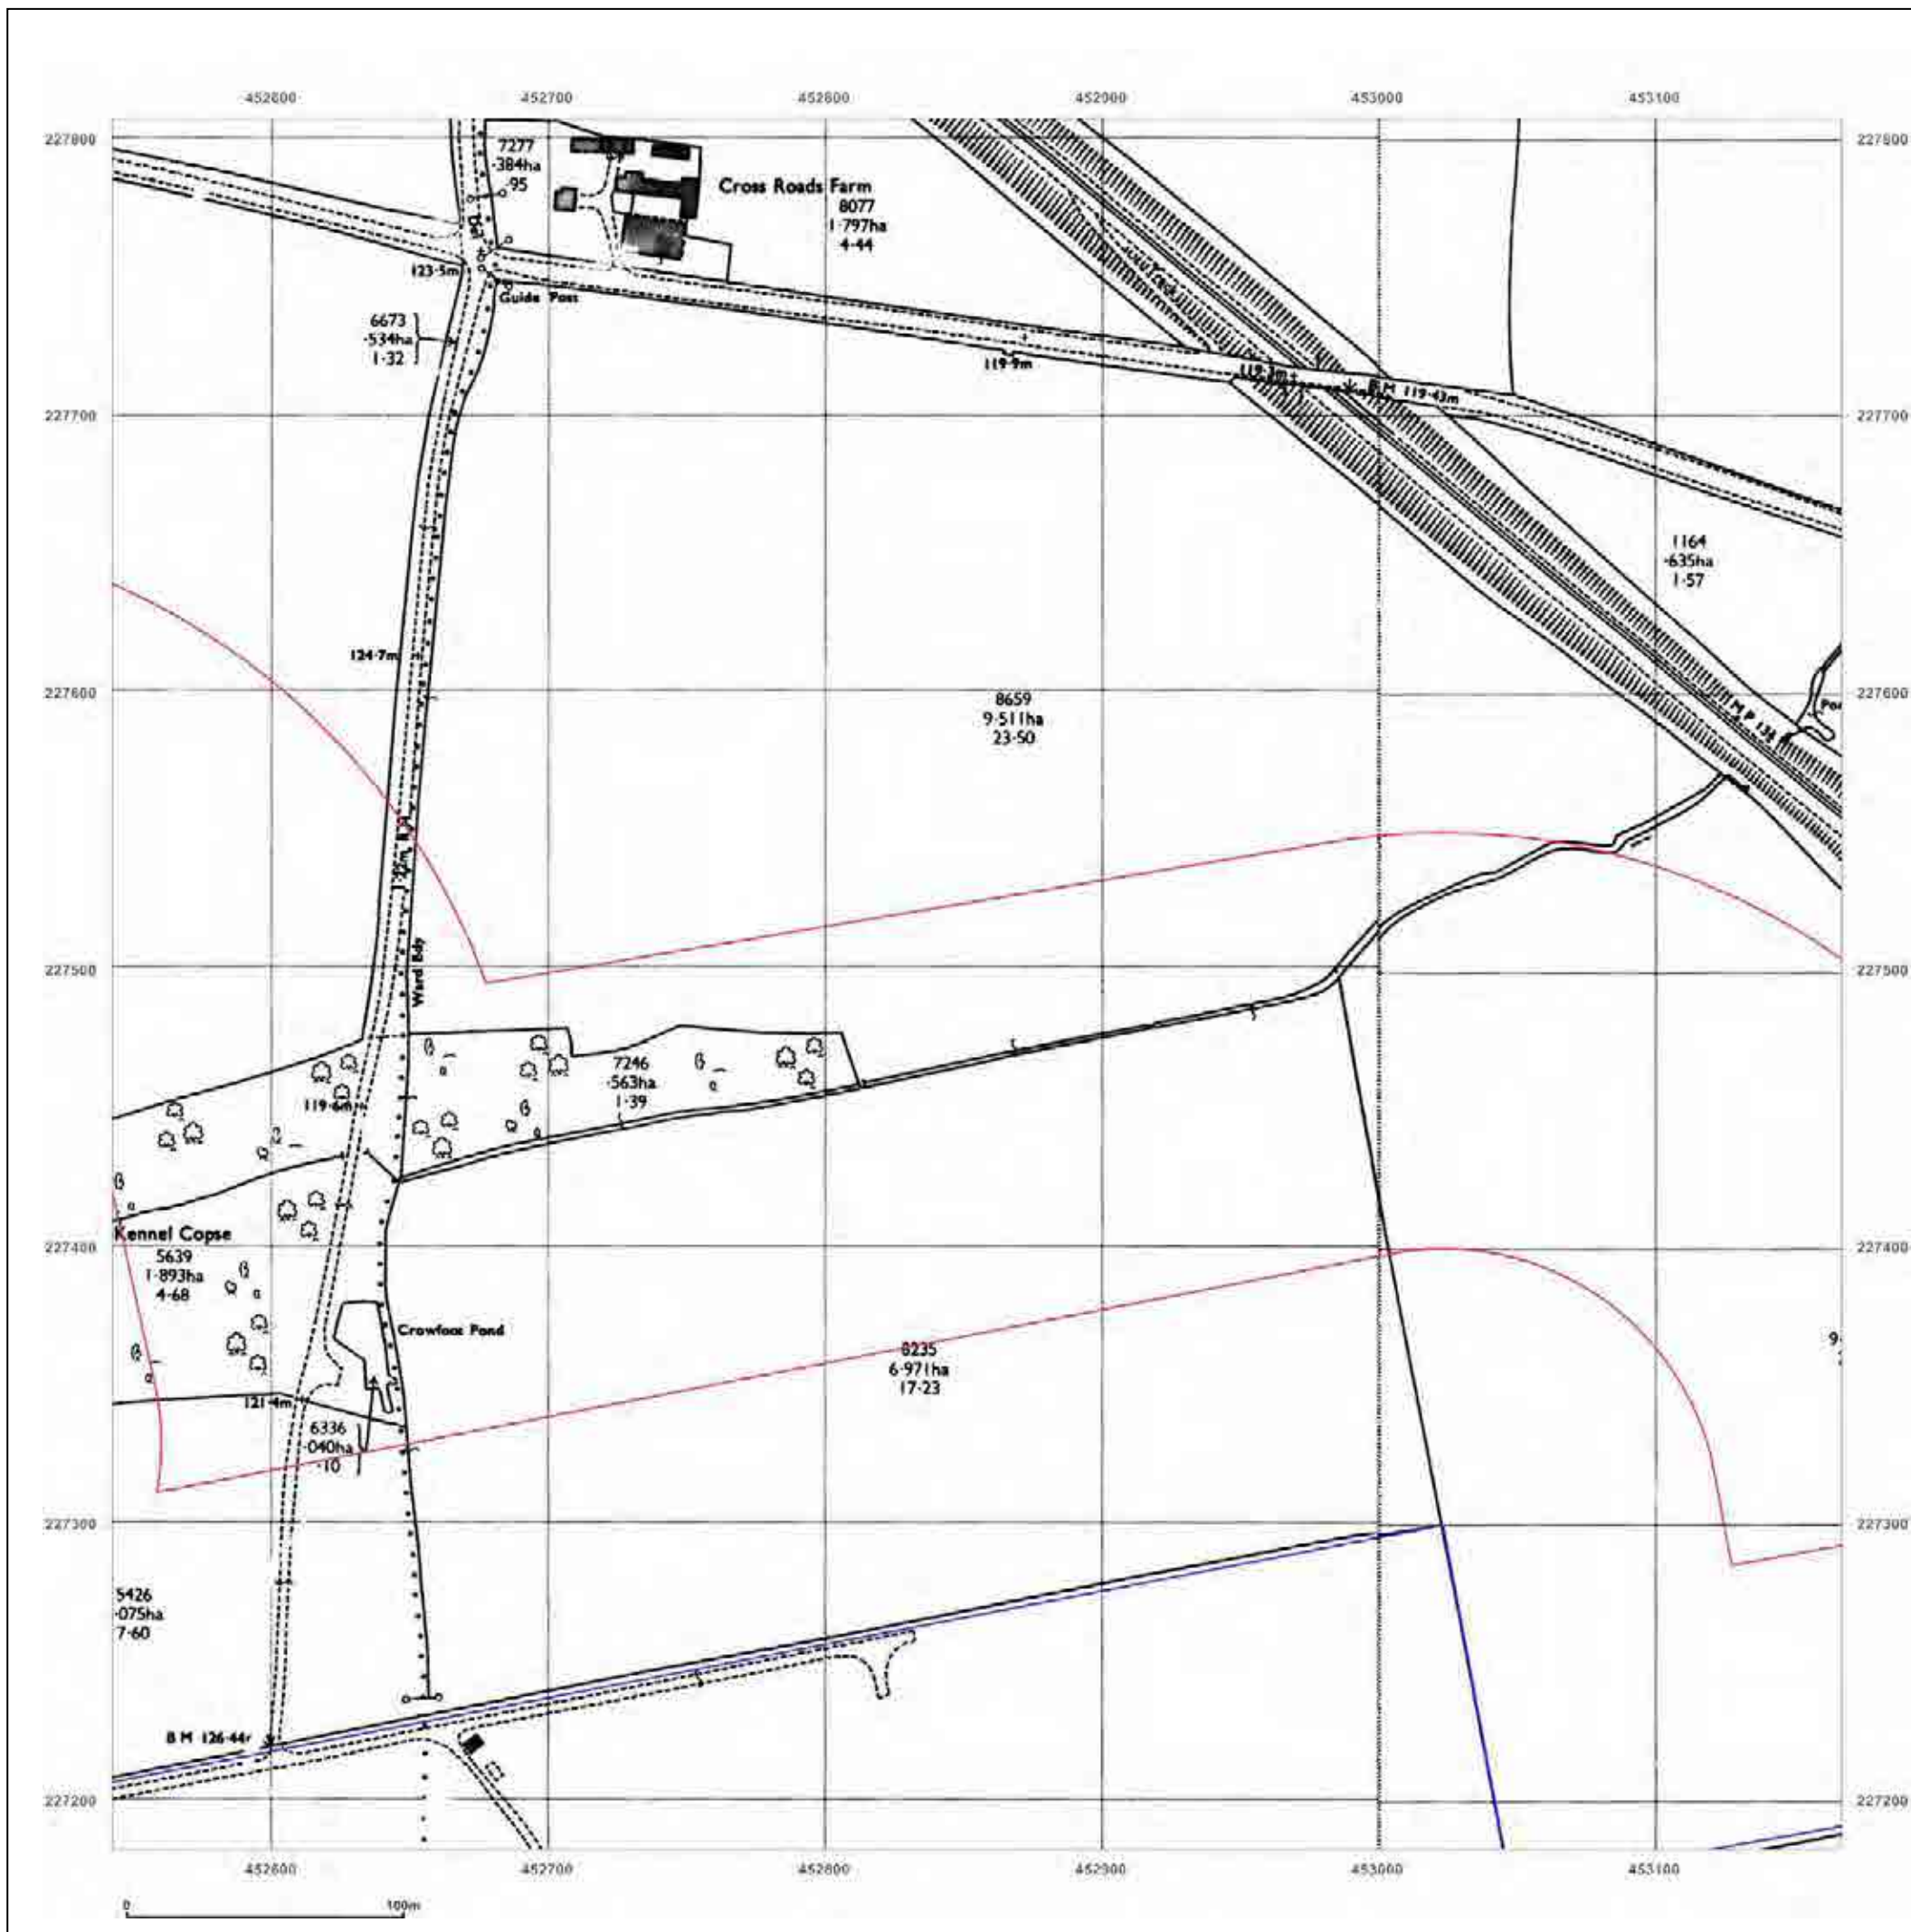 452600 452700 452800 452900 453000 453100
227800 227800
7277
·384ha
·95
Cross Roads Farm
8077
1·797ha
4·44
123·5m
Guide Post
6673
·534ha
1·32
119·9m
119·3m
B M 119·43m
227700 227700
1164
·635ha
1·57
124·7m
227600 227600
8659
9·511ha
23·50
M P 138
Ward Bdy
227500 227500
7246
·563ha
1·39
119·6m
Kennel Copse
5639
1·893ha
4·68
227400 227400
Crowfoot Pond
8235
6·971ha
17·23
121·4m
6336
·040ha
·10
227300 227300
5426
·075ha
7·60
B M 126·44
227200 227200
452600 452700 452800 452900 453000 453100
0 100m